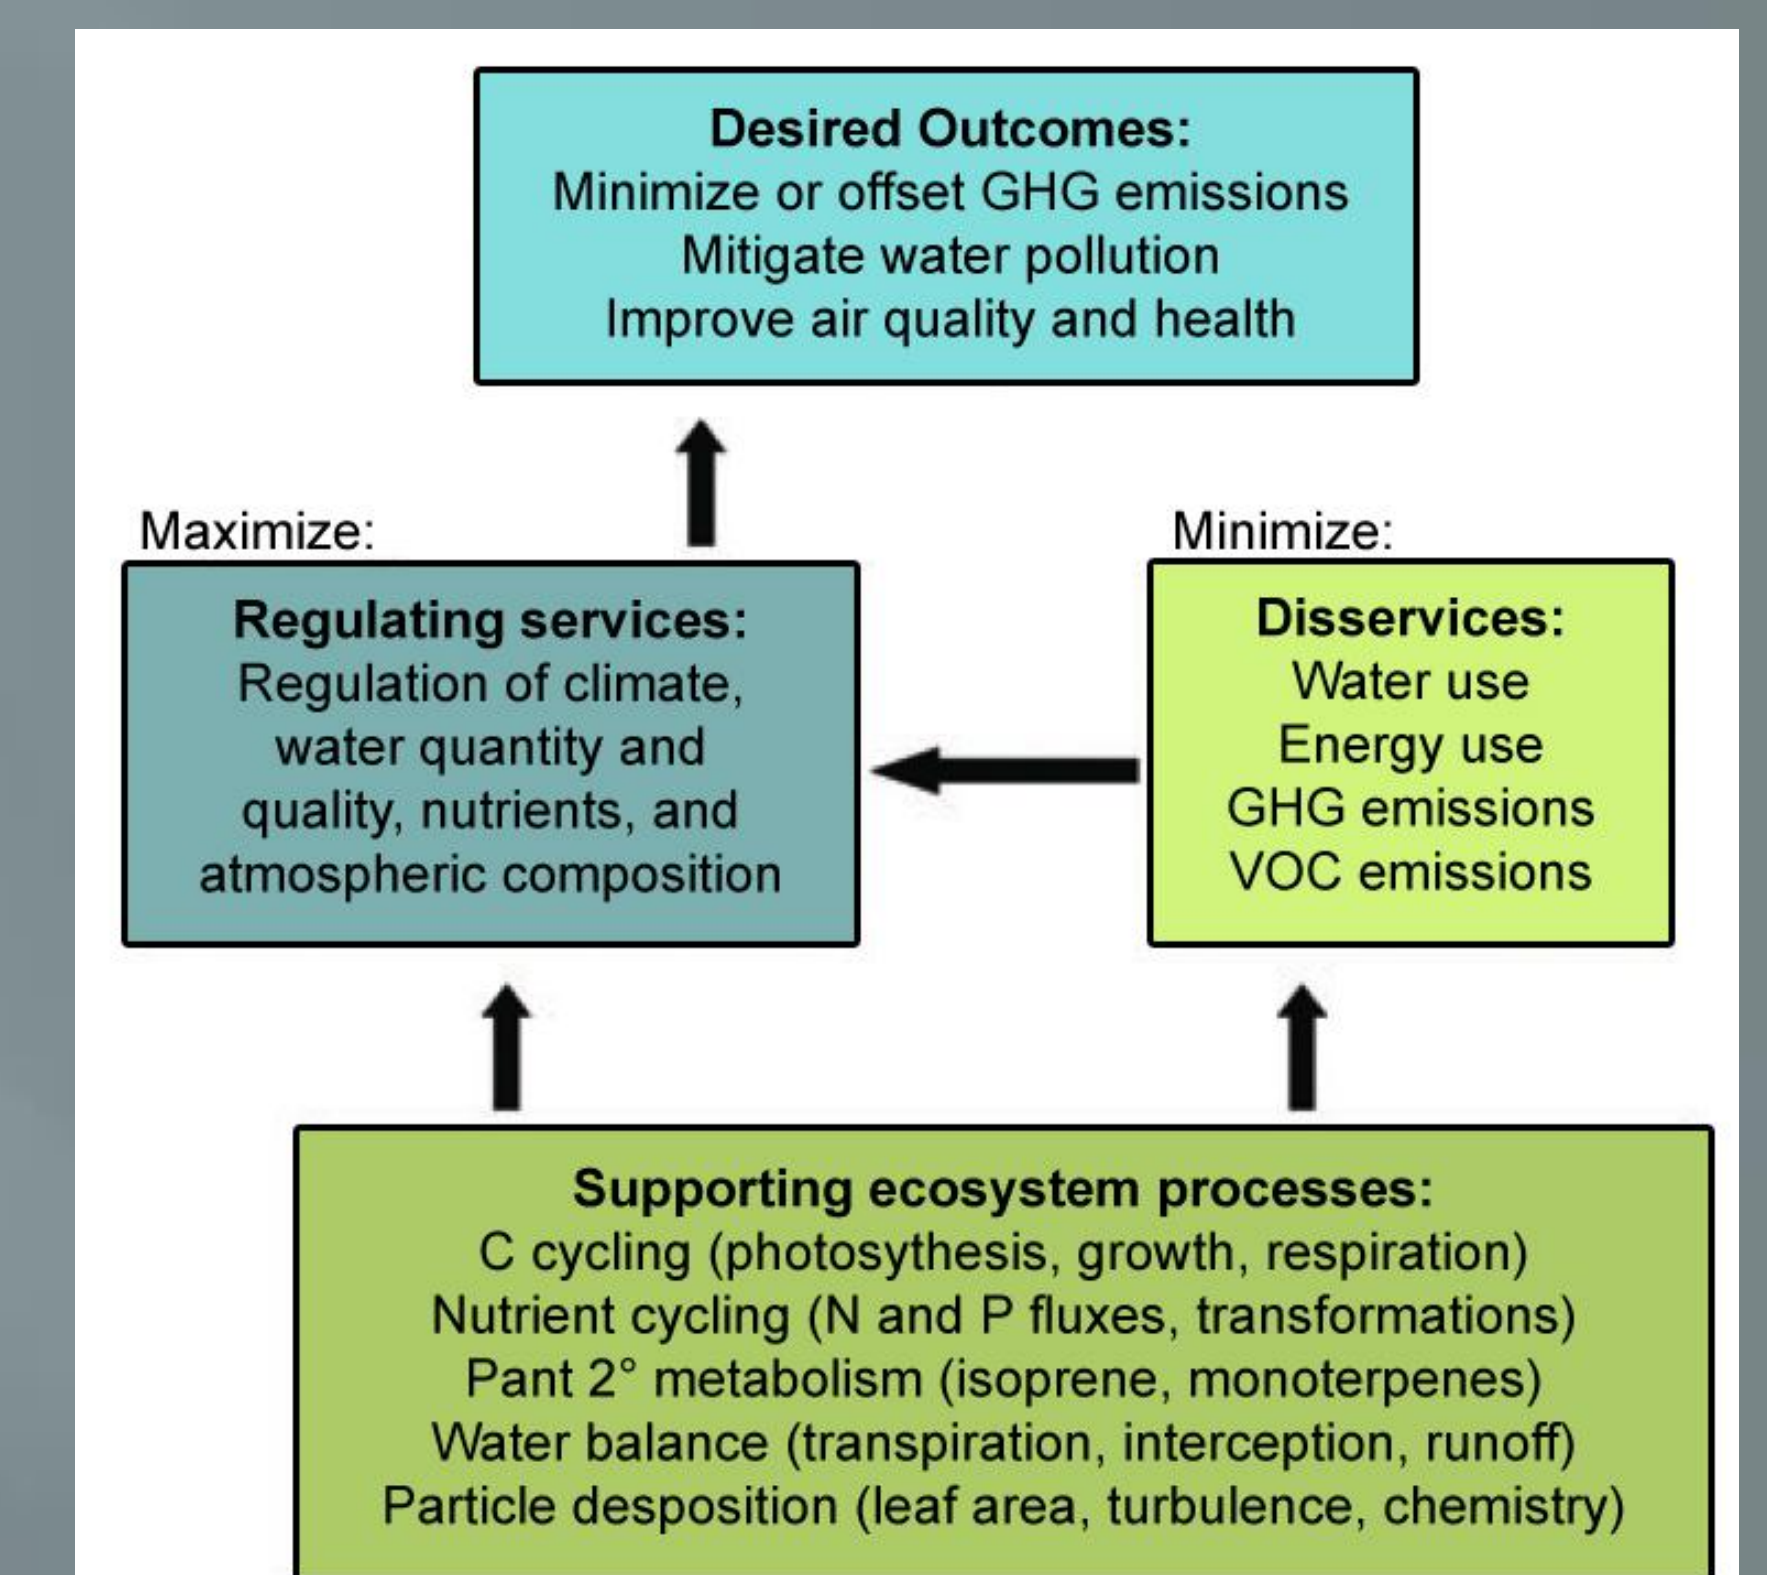 Desired Outcomes:
Minimize or offset GHG emissions
Mitigate water pollution
Improve air quality and health
Maximize:
Regulating services:
Regulation of climate,
water quantity and
quality, nutrients, and
atmospheric composition
Minimize:
Disservices:
Water use
Energy use
GHG emissions
VOC emissions
Supporting ecosystem processes:
C cycling (photosythesis, growth, respiration)
Nutrient cycling (N and P fluxes, transformations)
Pant 2° metabolism (isoprene, monoterpenes)
Water balance (transpiration, interception, runoff)
Particle desposition (leaf area, turbulence, chemistry)